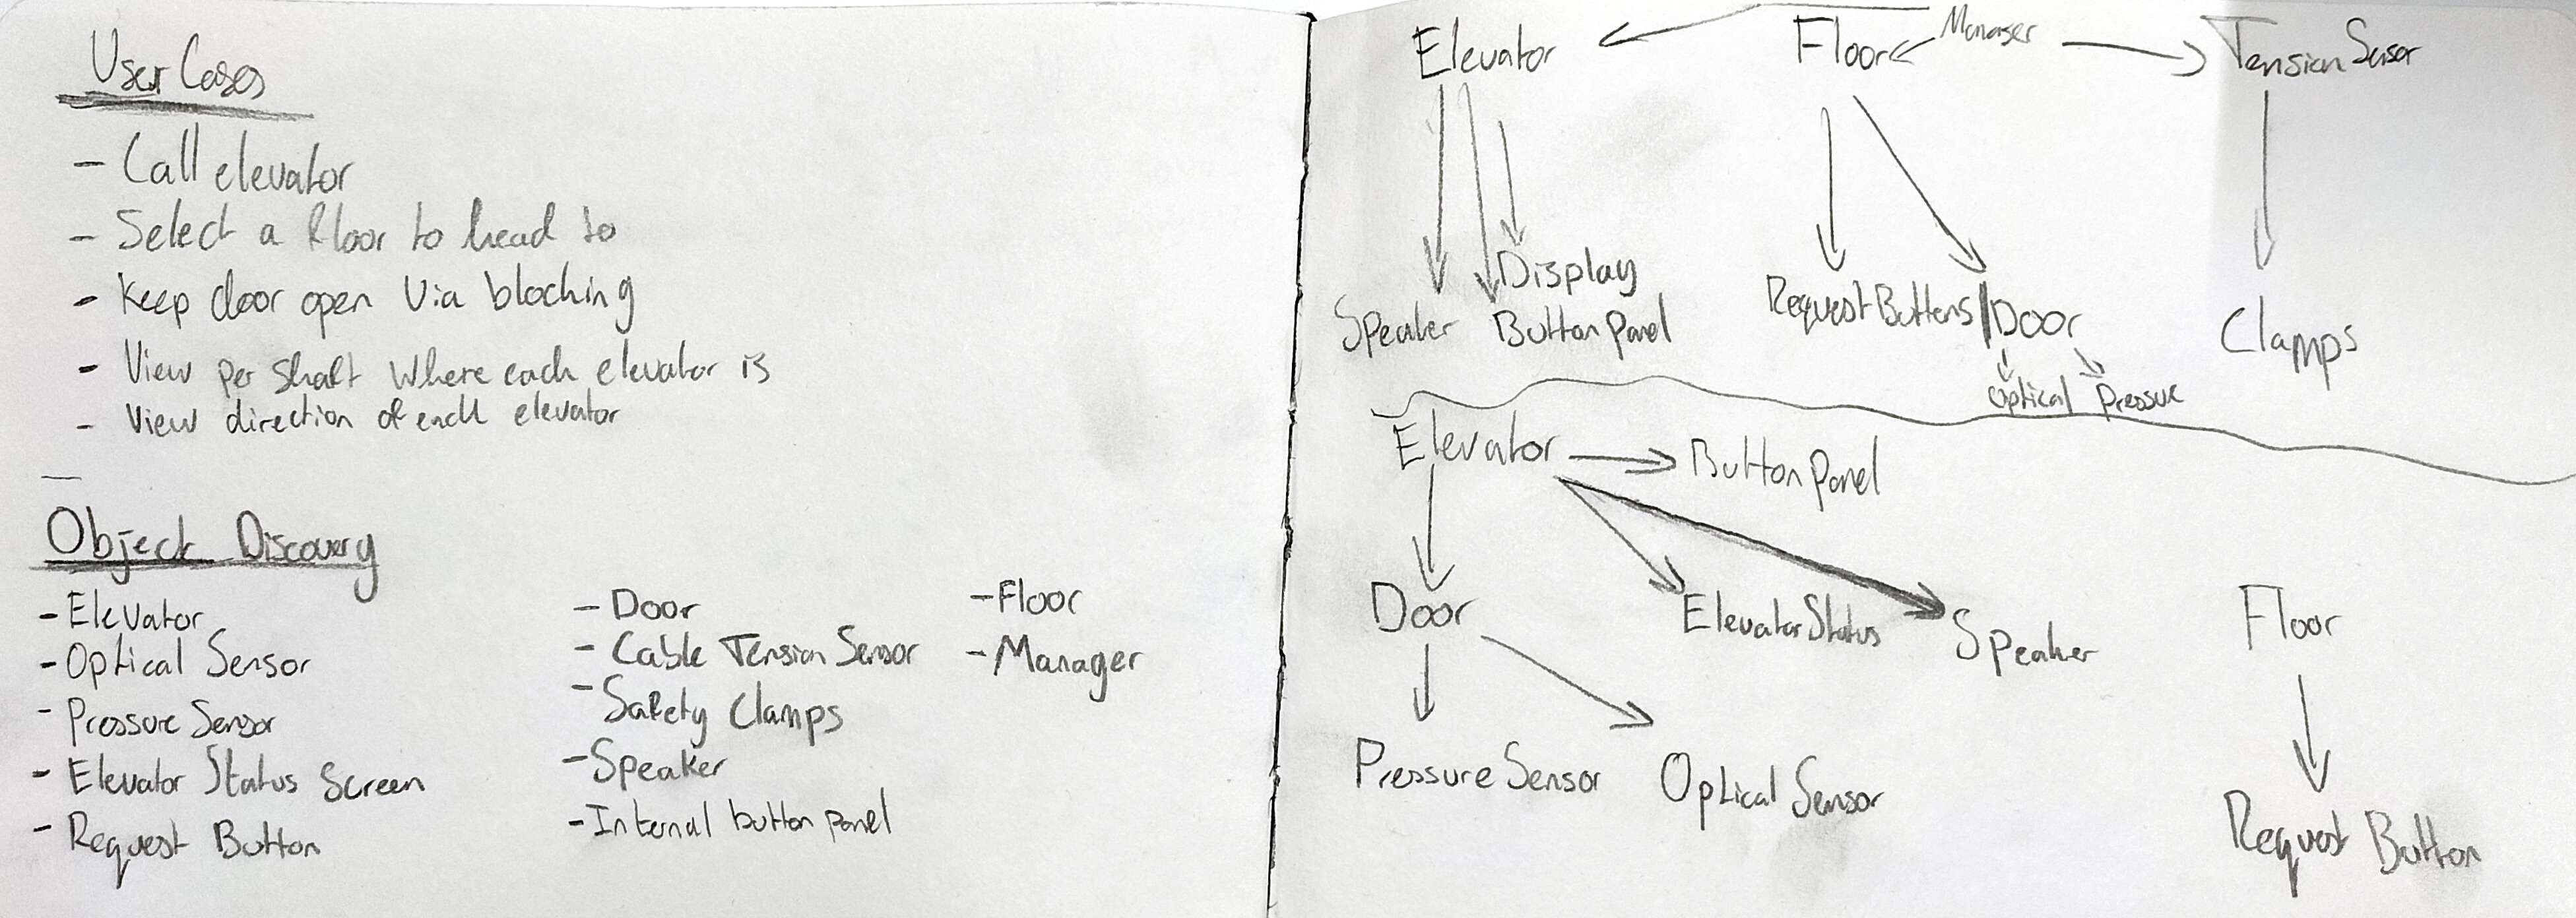 User Cases
- Call elevator
- Select a floor to head to
- Keep door open via blocking
- View per shaft where each elevator is
- View direction of each elevator
Object Discovery
- Elevator
- Optical Sensor
- Pressure Sensor
- Elevator Status Screen
- Request Button
- Door
- Cable Tension Sensor
- Safety Clamps
- Speaker
- Internal button panel
- Floor
- Manager
Manager
Elevator
Floor
Tension Sensor
Display
Speaker
Button Panel
Request Buttons
Door
Clamps
Optical
Pressure
Elevator
Button Panel
Door
Elevator Status
Speaker
Floor
Pressure Sensor
Optical Sensor
Request Button